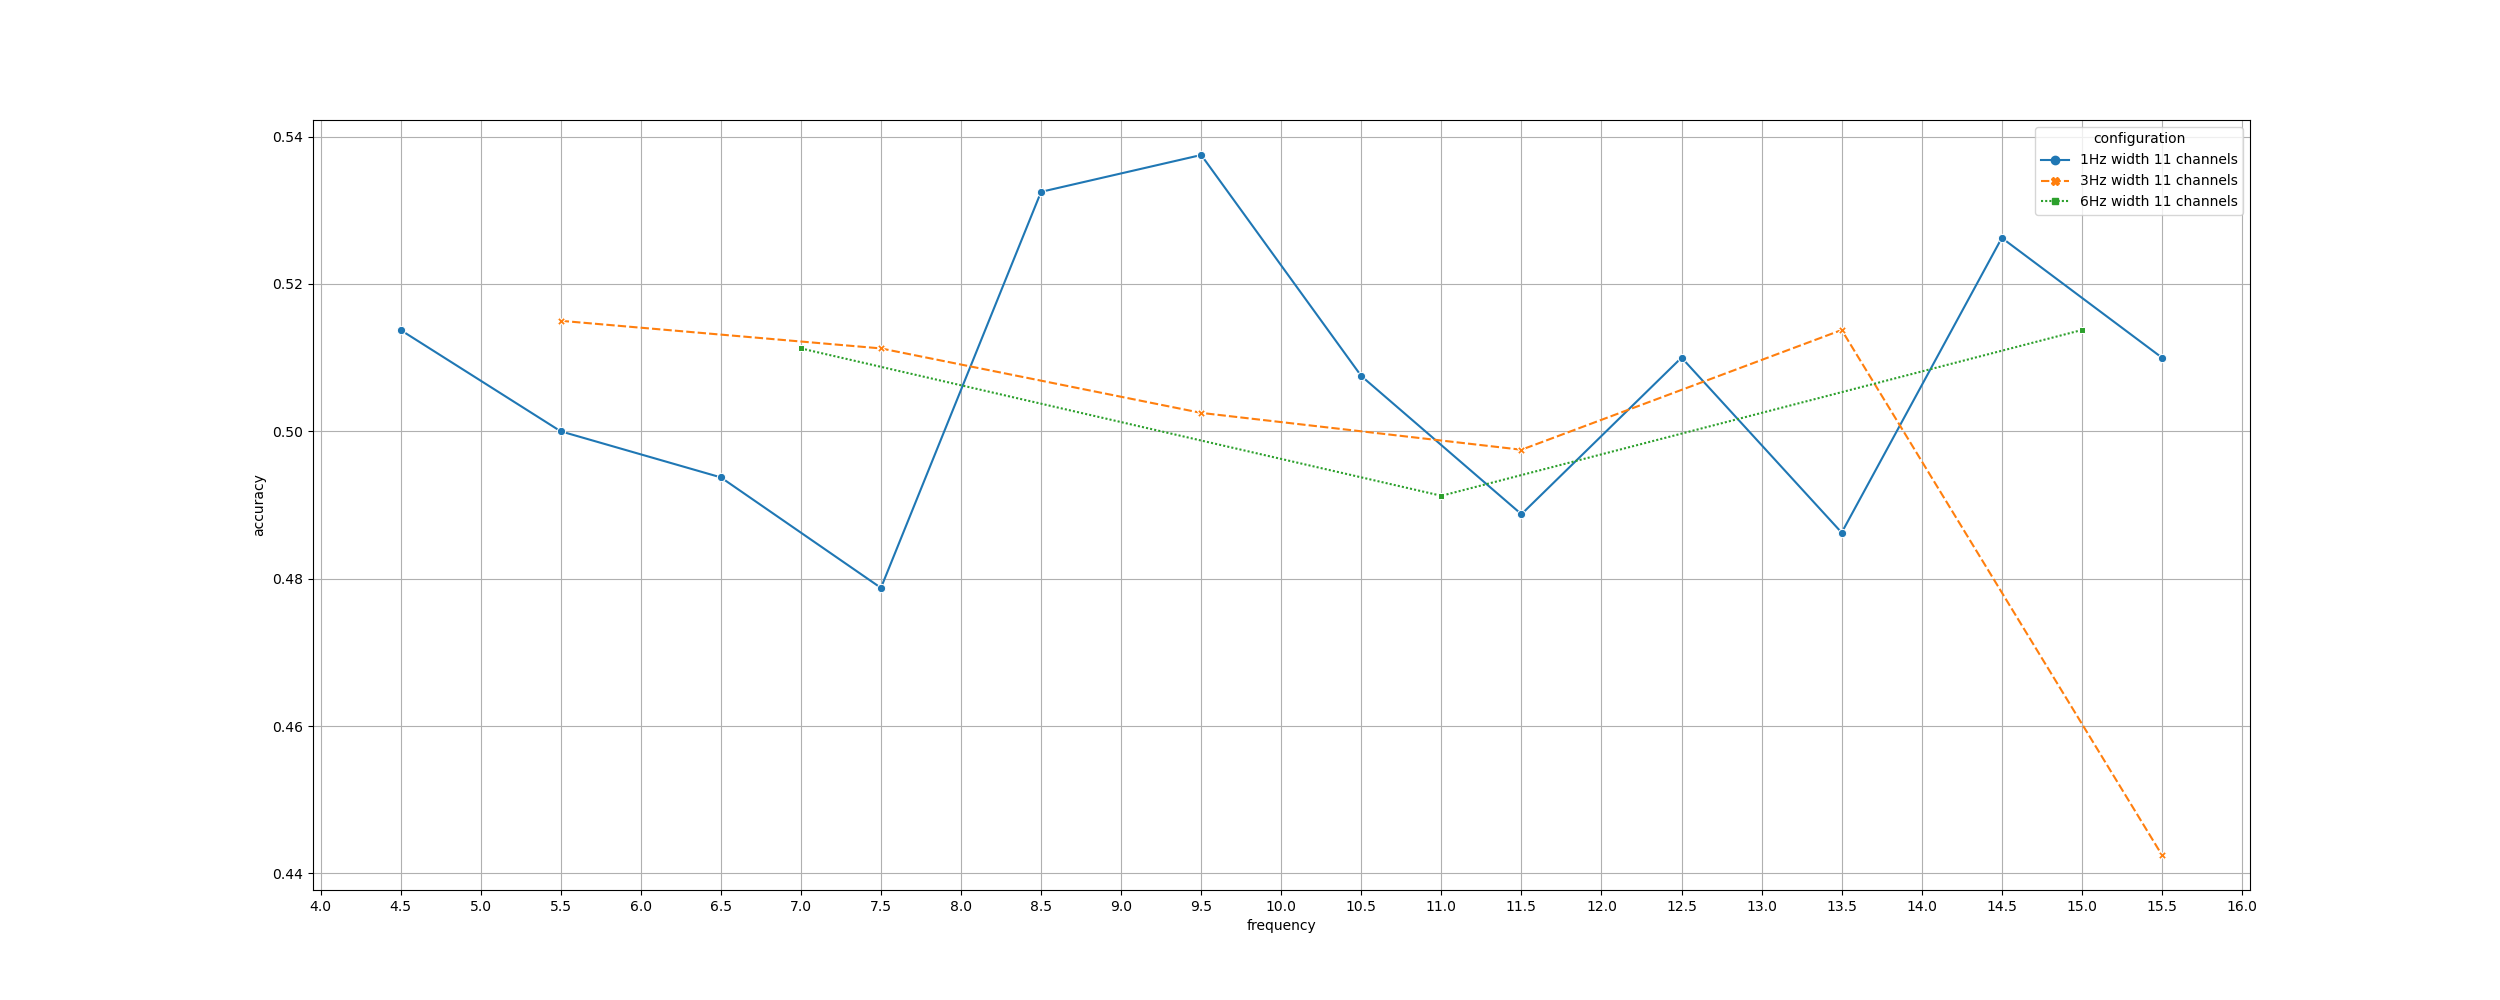 configuration
1Hz width 11 channels
3Hz width 11 channels
6Hz width 11 channels
0.54
0.52
0.50
0.48
0.46
0.44
accuracy
4.0 4.5 5.0 5.5 6.0 6.5 7.0 7.5 8.0 8.5 9.0 9.5 10.0 10.5 11.0 11.5 12.0 12.5 13.0 13.5 14.0 14.5 15.0 15.5 16.0
frequency